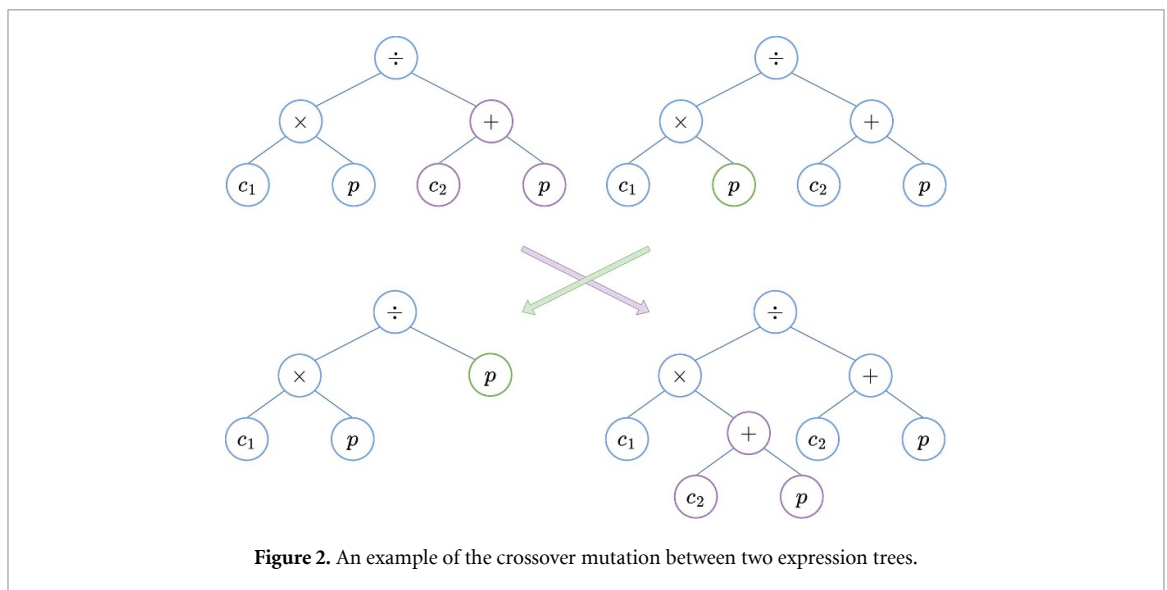 ÷ ÷
× + × +
c₁ p c₂ p c₁ p c₂ p
÷ ÷
× p × +
c₁ p c₁ + c₂ p
c₂ p
Figure 2. An example of the crossover mutation between two expression trees.